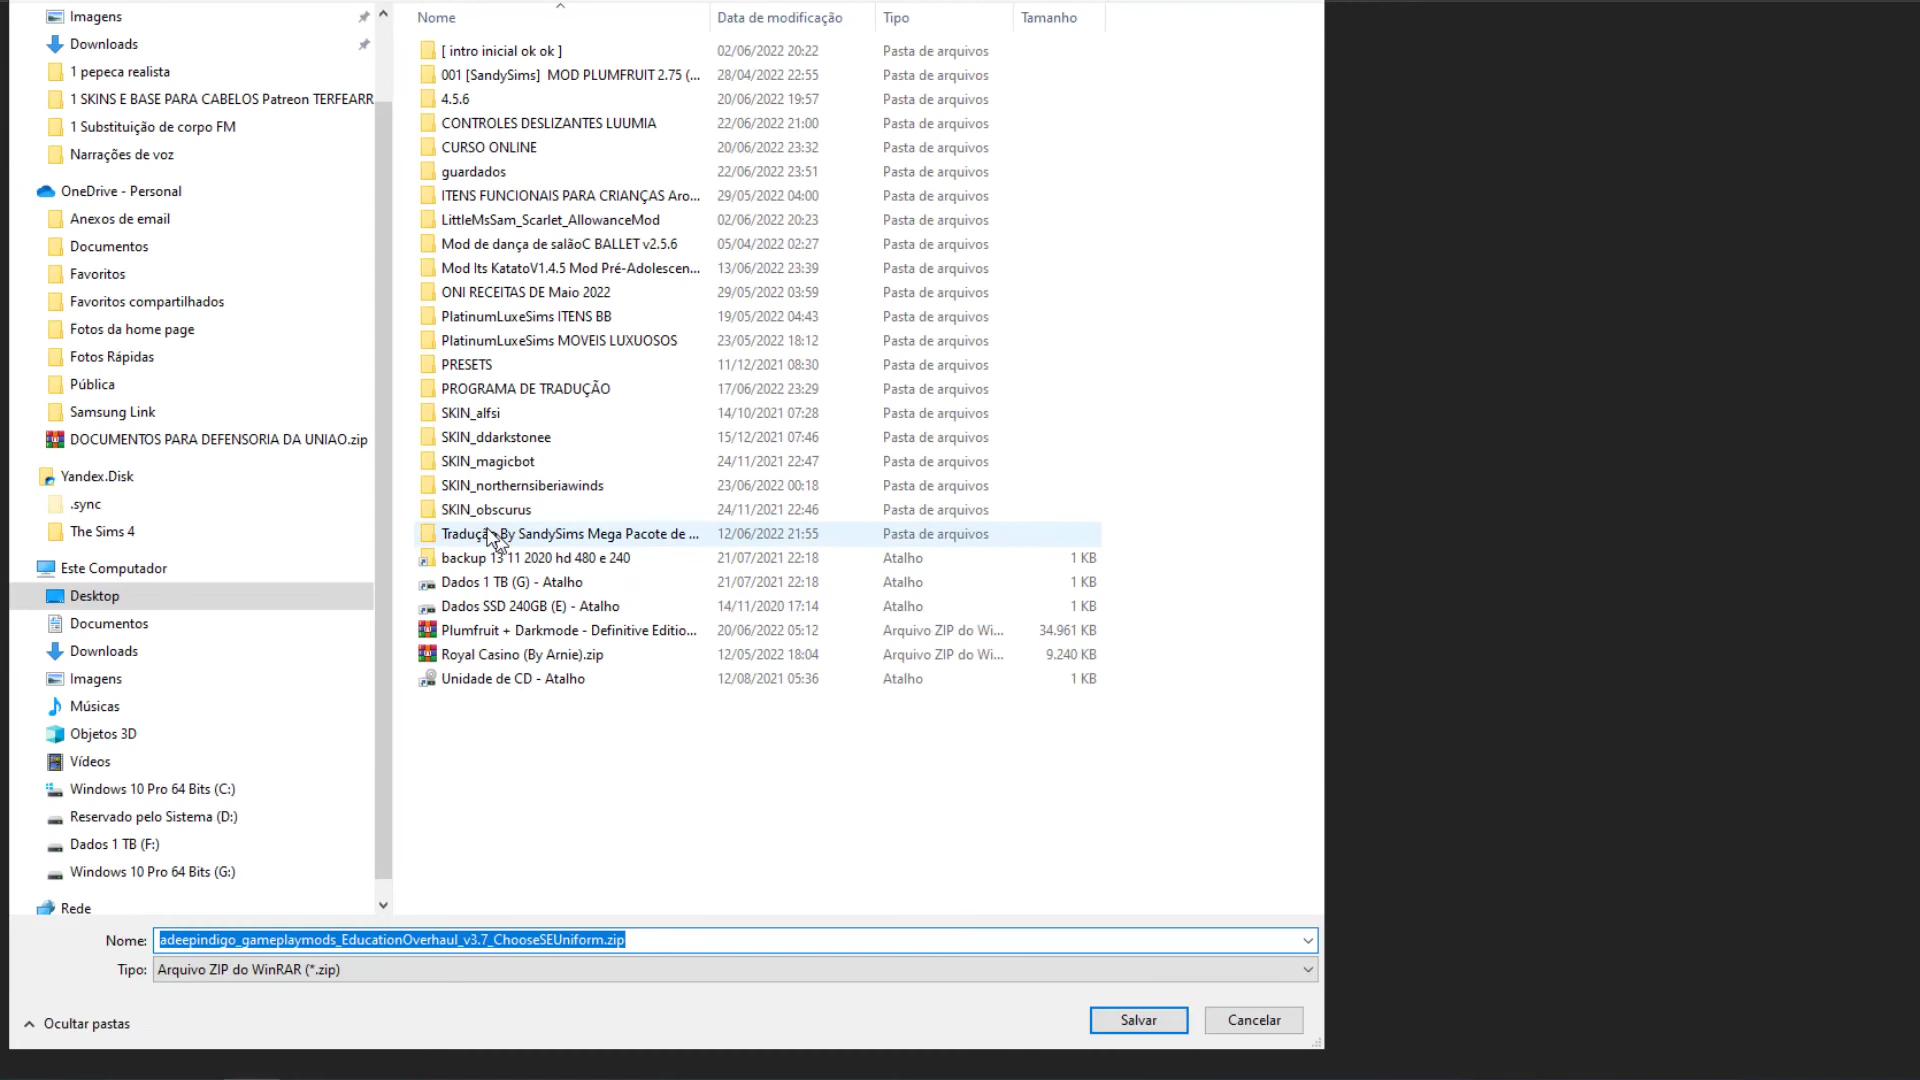 Imagens
Downloads
1 pepeca realista
1 SKINS E BASE PARA CABELOS Patreon TERFEARR
1 Substituição de corpo FM
Narrações de voz
OneDrive - Personal
Anexos de email
Documentos
Favoritos
Favoritos compartilhados
Fotos da home page
Fotos Rápidas
Pública
Samsung Link
DOCUMENTOS PARA DEFENSORIA DA UNIAO.zip
Yandex.Disk
.sync
The Sims 4
Este Computador
Desktop
Documentos
Downloads
Imagens
Músicas
Objetos 3D
Vídeos
Windows 10 Pro 64 Bits (C:)
Reservado pelo Sistema (D:)
Dados 1 TB (F:)
Windows 10 Pro 64 Bits (G:)
Rede
Nome Data de modificação Tipo Tamanho
[ intro inicial ok ok ] 02/06/2022 20:22 Pasta de arquivos
001 [SandySims] MOD PLUMFRUIT 2.75 (... 28/04/2022 22:55 Pasta de arquivos
4.5.6 20/06/2022 19:57 Pasta de arquivos
CONTROLES DESLIZANTES LUUMIA 22/06/2022 21:00 Pasta de arquivos
CURSO ONLINE 20/06/2022 23:32 Pasta de arquivos
guardados 22/06/2022 23:51 Pasta de arquivos
ITENS FUNCIONAIS PARA CRIANÇAS Aro... 29/05/2022 04:00 Pasta de arquivos
LittleMsSam_Scarlet_AllowanceMod 02/06/2022 20:23 Pasta de arquivos
Mod de dança de salãoC BALLET v2.5.6 05/04/2022 02:27 Pasta de arquivos
Mod Its KatatoV1.4.5 Mod Pré-Adolescen... 13/06/2022 23:39 Pasta de arquivos
ONI RECEITAS DE Maio 2022 29/05/2022 03:59 Pasta de arquivos
PlatinumLuxeSims ITENS BB 19/05/2022 04:43 Pasta de arquivos
PlatinumLuxeSims MOVEIS LUXUOSOS 23/05/2022 18:12 Pasta de arquivos
PRESETS 11/12/2021 08:30 Pasta de arquivos
PROGRAMA DE TRADUÇÃO 17/06/2022 23:29 Pasta de arquivos
SKIN_alfsi 14/10/2021 07:28 Pasta de arquivos
SKIN_ddarkstonee 15/12/2021 07:46 Pasta de arquivos
SKIN_magicbot 24/11/2021 22:47 Pasta de arquivos
SKIN_northernsiberiawinds 23/06/2022 00:18 Pasta de arquivos
SKIN_obscurus 24/11/2021 22:46 Pasta de arquivos
Tradução By SandySims Mega Pacote de ... 12/06/2022 21:55 Pasta de arquivos
backup 13 11 2020 hd 480 e 240 21/07/2021 22:18 Atalho 1 KB
Dados 1 TB (G) - Atalho 21/07/2021 22:18 Atalho 1 KB
Dados SSD 240GB (E) - Atalho 14/11/2020 17:14 Atalho 1 KB
Plumfruit + Darkmode - Definitive Editio... 20/06/2022 05:12 Arquivo ZIP do Wi... 34.961 KB
Royal Casino (By Arnie).zip 12/05/2022 18:04 Arquivo ZIP do Wi... 9.240 KB
Unidade de CD - Atalho 12/08/2021 05:36 Atalho 1 KB
Nome: adeepindigo_gameplaymods_EducationOverhaul_v3.7_ChooseSEUniform.zip
Tipo: Arquivo ZIP do WinRAR (*.zip)
Ocultar pastas Salvar Cancelar